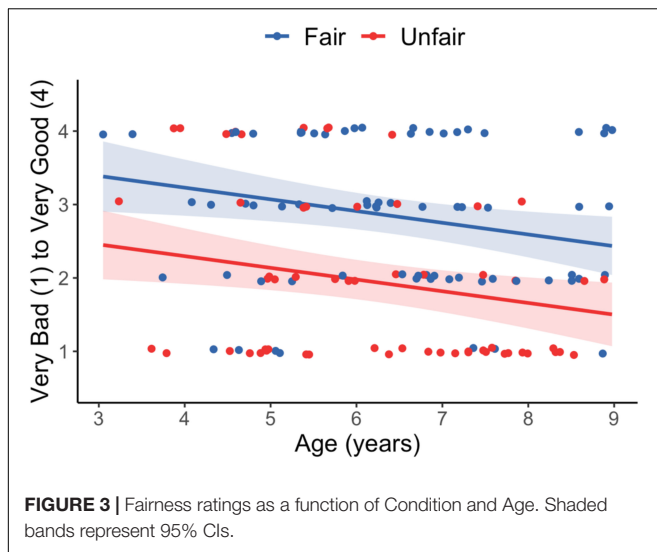 Fair Unfair
Very Bad (1) to Very Good (4)
4
3
2
1
3 4 5 6 7 8 9
Age (years)
FIGURE 3 | Fairness ratings as a function of Condition and Age. Shaded
bands represent 95% CIs.